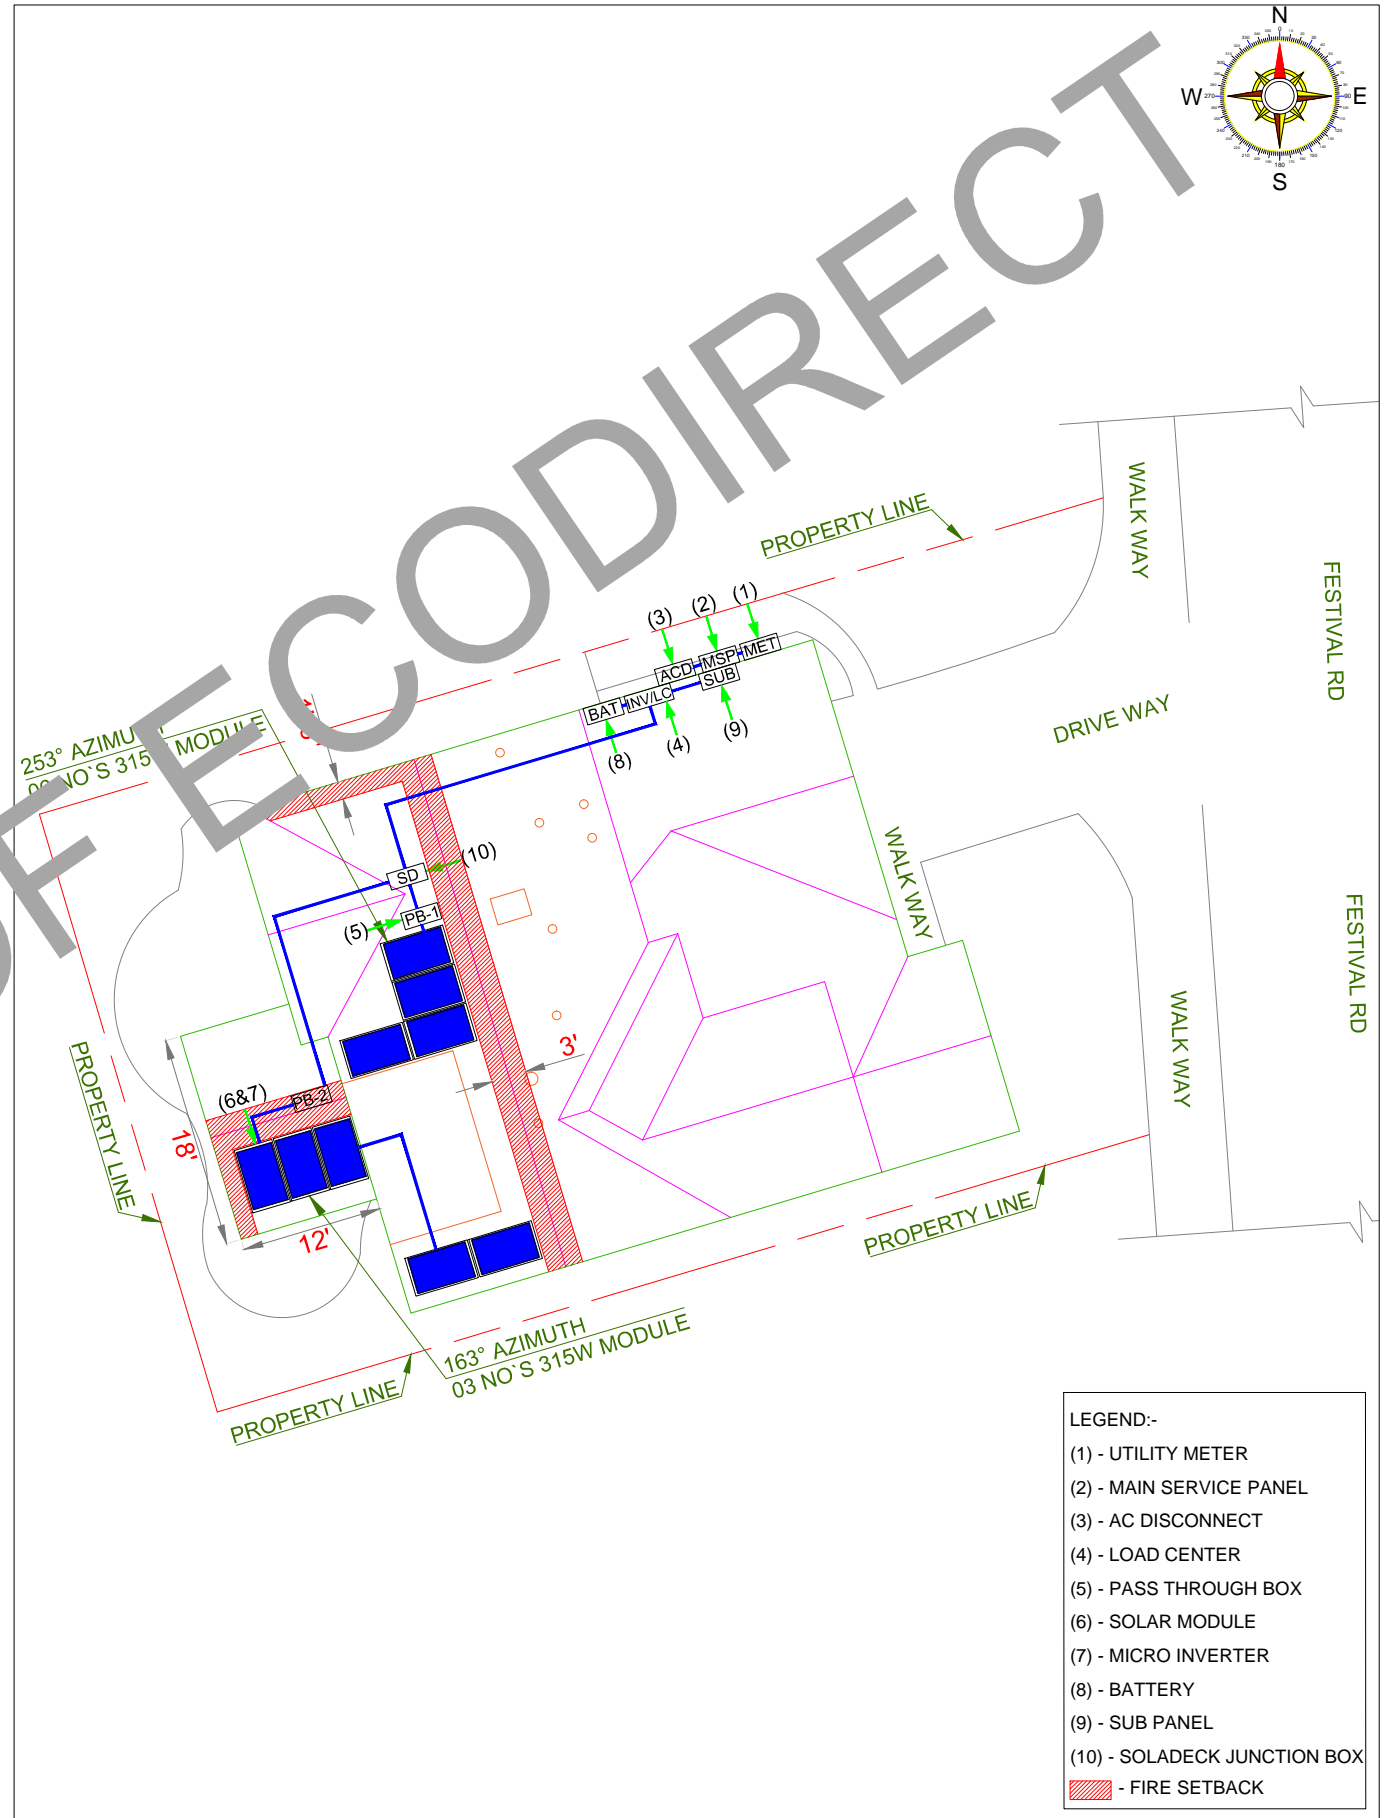 N
W
E
S
OF ECODIRECT
WALK WAY
PROPERTY LINE
FESTIVAL RD
(1)
(2)
(3)
MET
MSP
ACD
SUB
INV/LC
BAT
(9)
(4)
(8)
DRIVE WAY
253° AZIMUTH
NO`S 315 MODULE
(10)
SD
PB-1
(5)
WALK WAY
FESTIVAL RD
WALK WAY
3'
PROPERTY LINE
(6&7)
PB-2
18'
12'
PROPERTY LINE
163° AZIMUTH
03 NO`S 315W MODULE
PROPERTY LINE
LEGEND:-
(1) - UTILITY METER
(2) - MAIN SERVICE PANEL
(3) - AC DISCONNECT
(4) - LOAD CENTER
(5) - PASS THROUGH BOX
(6) - SOLAR MODULE
(7) - MICRO INVERTER
(8) - BATTERY
(9) - SUB PANEL
(10) - SOLADECK JUNCTION BOX
- FIRE SETBACK